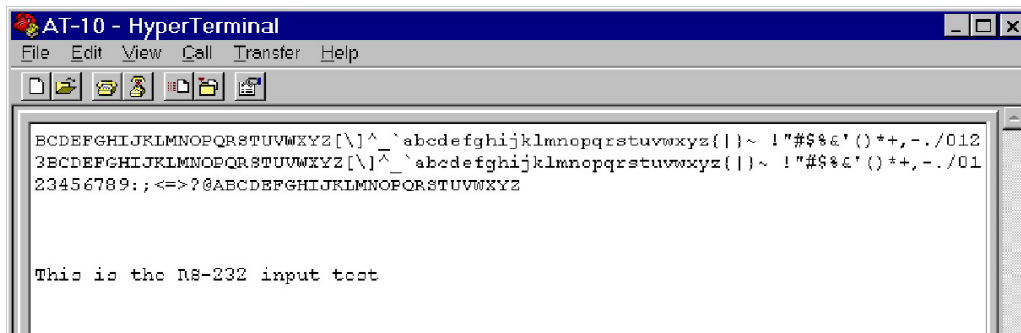 AT-10 - HyperTerminal
File Edit View Call Transfer Help
BCDEFGHIJKLMNOPQRSTUVWXYZ[\]^_`abcdefghijklmnopqrstuvwxyz{|}~ !"#$%&'()*+,-./012
3BCDEFGHIJKLMNOPQRSTUVWXYZ[\]^_`abcdefghijklmnopqrstuvwxyz{|}~ !"#$%&'()*+,-./01
23456789:;<=>?@ABCDEFGHIJKLMNOPQRSTUVWXYZ
This is the RS-232 input test